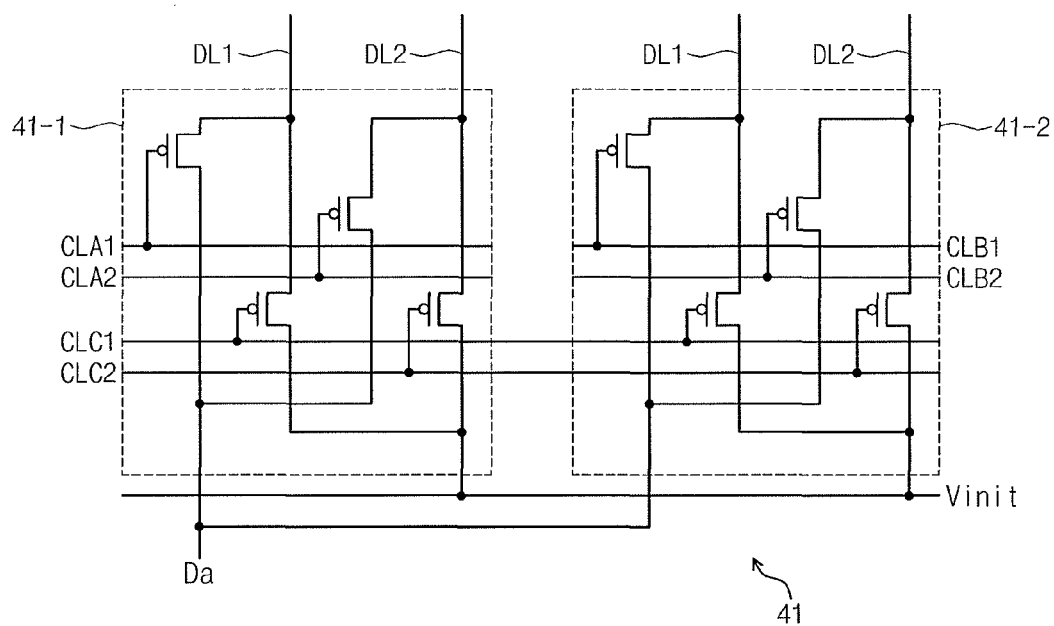 DL1 DL2 DL1 DL2
41-1 41-2
CLA1 CLB1
CLA2 CLB2
CLC1
CLC2
Vinit
Da
41